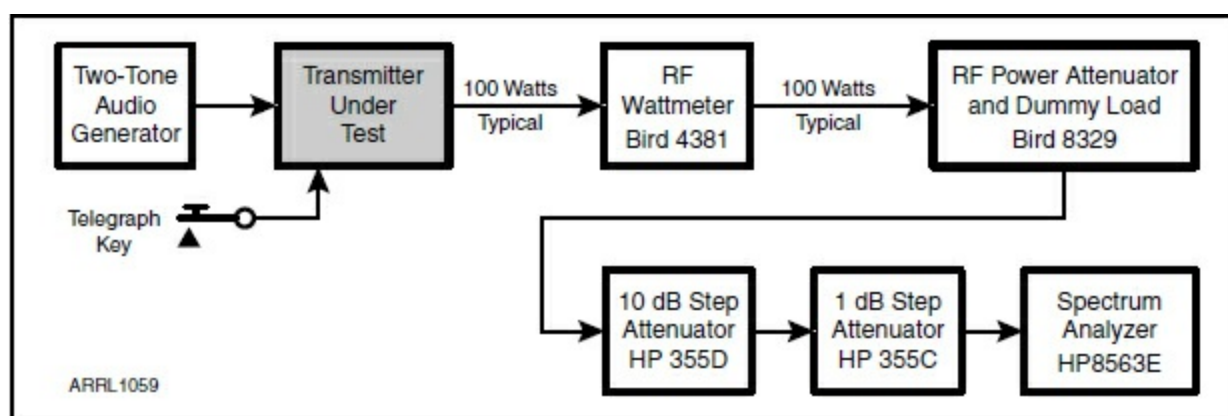 Two-Tone
Audio
Generator
Transmitter
Under
Test
100 Watts
Typical
RF
Wattmeter
Bird 4381
100 Watts
Typical
RF Power Attenuator
and Dummy Load
Bird 8329
Telegraph
Key
10 dB Step
Attenuator
HP 355D
1 dB Step
Attenuator
HP 355C
Spectrum
Analyzer
HP8563E
ARRL1059